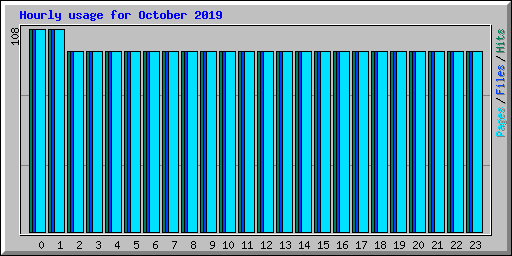 Hourly usage for October 2019
108
Pages/Files/Hits
0 1 2 3 4 5 6 7 8 9 10 11 12 13 14 15 16 17 18 19 20 21 22 23